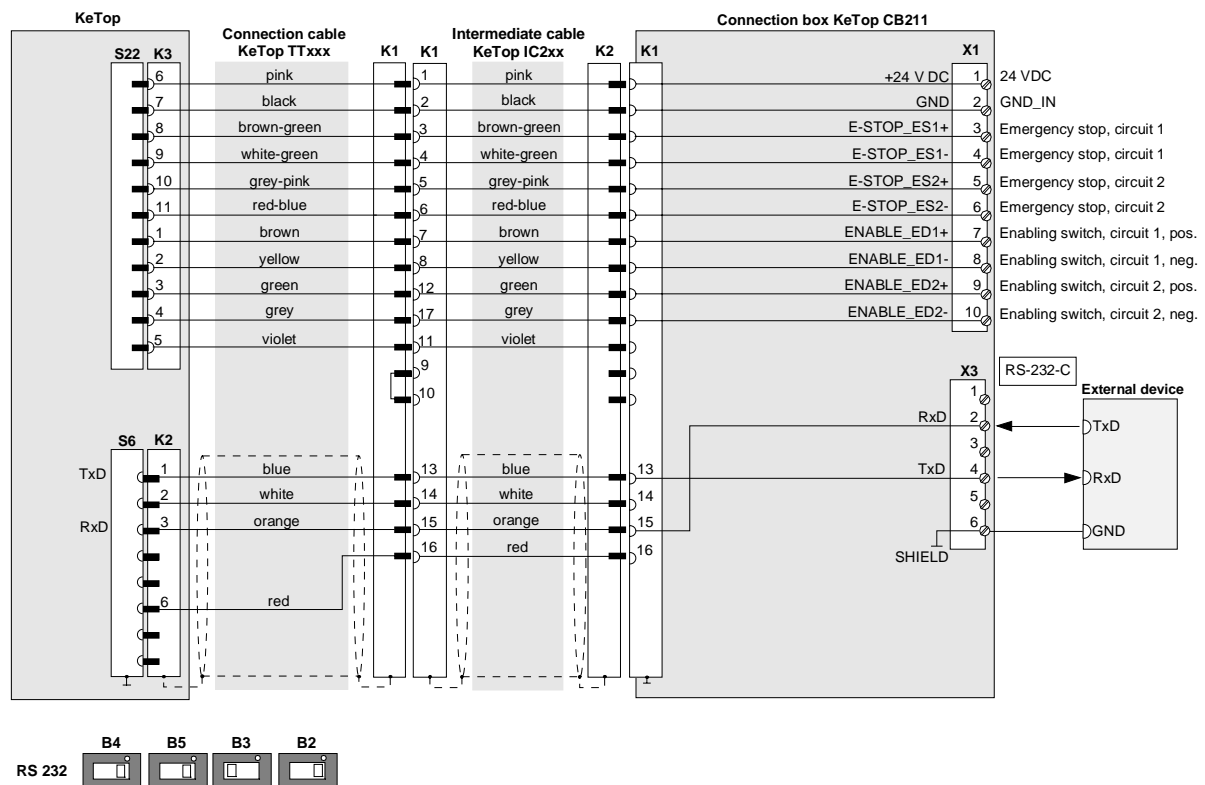 KeTop
Connection box KeTop CB211
Connection cable
KeTop TTxxx
Intermediate cable
KeTop IC2xx
S22 K3 K1 K1 K2 K1 X1
6 pink 1 pink +24 V DC 1 24 VDC
7 black 2 black GND 2 GND_IN
8 brown-green 3 brown-green E-STOP_ES1+ 3 Emergency stop, circuit 1
9 white-green 4 white-green E-STOP_ES1- 4 Emergency stop, circuit 1
10 grey-pink 5 grey-pink E-STOP_ES2+ 5 Emergency stop, circuit 2
11 red-blue 6 red-blue E-STOP_ES2- 6 Emergency stop, circuit 2
1 brown 7 brown ENABLE_ED1+ 7 Enabling switch, circuit 1, pos.
2 yellow 8 yellow ENABLE_ED1- 8 Enabling switch, circuit 1, neg.
3 green 12 green ENABLE_ED2+ 9 Enabling switch, circuit 2, pos.
4 grey 17 grey ENABLE_ED2- 10 Enabling switch, circuit 2, neg.
5 violet 11 violet
9
10
X3 RS-232-C
External device
1
RxD 2 TxD
3
S6 K2
TxD 1 blue 13 blue 13 TxD 4 RxD
2 white 14 white 14 5
RxD 3 orange 15 orange 15 6 GND
16 red 16 SHIELD
6 red
B4 B5 B3 B2
RS 232